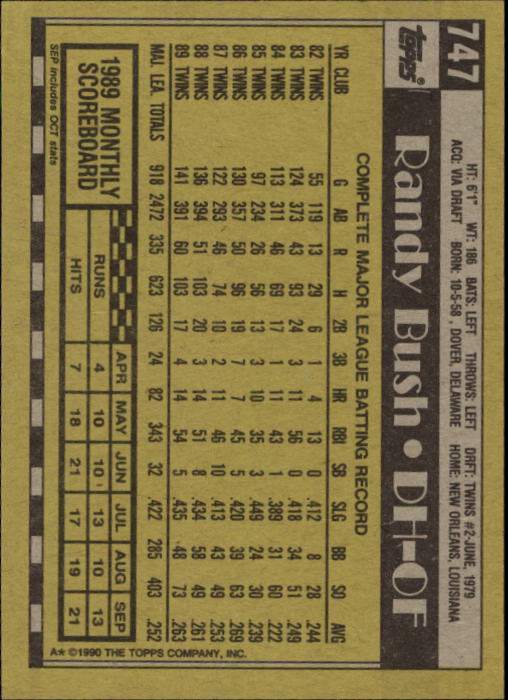 747
topps®
Randy Bush • DH-OF
HT: 6'1" WT: 186 BATS: LEFT THROWS: LEFT DRFT: TWINS #2-JUNE, 1979
ACQ: VIA DRAFT BORN: 10-5-58, DOVER, DELAWARE HOME: NEW ORLEANS, LOUISIANA
COMPLETE MAJOR LEAGUE BATTING RECORD
YR CLUB G AB R H 2B 3B HR RBI SB SLG BB SO AVG
82 TWINS 55 119 13 29 6 1 4 13 0 .412 8 28 .244
83 TWINS 124 373 43 93 24 3 11 56 0 .418 34 51 .249
84 TWINS 113 311 46 69 17 1 11 43 1 .389 31 60 .222
85 TWINS 97 234 26 56 13 3 10 35 3 .449 24 30 .239
86 TWINS 130 357 50 96 19 7 7 45 5 .420 39 63 .269
87 TWINS 122 293 46 74 10 2 11 46 10 .413 43 49 .253
88 TWINS 136 394 51 103 20 3 14 51 8 .434 58 49 .261
89 TWINS 141 391 60 103 17 4 14 54 5 .435 48 73 .263
MAJ. LEA. TOTALS 918 2472 335 623 126 24 82 343 32 .422 285 403 .252
1989 MONTHLY
SCOREBOARD
APR MAY JUN JUL AUG SEP
RUNS 4 10 10 13 10 13
HITS 7 18 21 17 19 21
SEP includes OCT stats
A* ©1990 THE TOPPS COMPANY, INC.